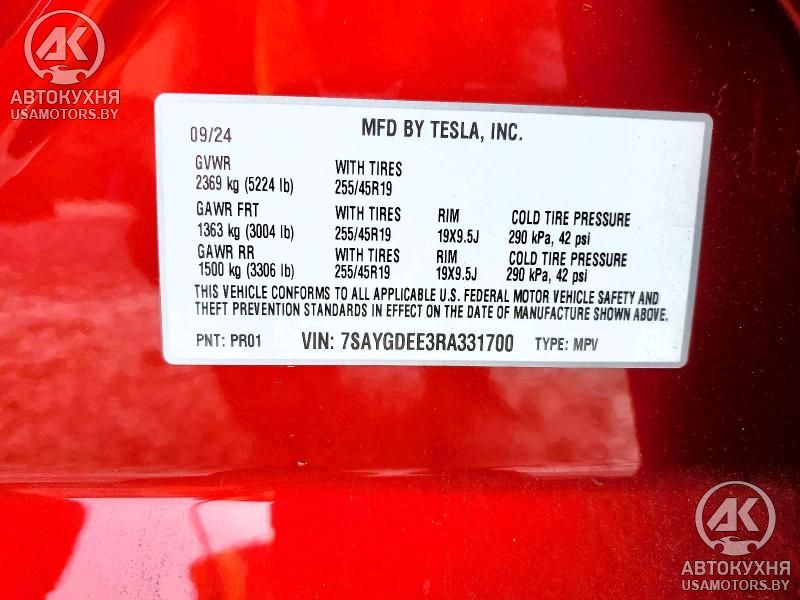 AK
АВТОКУХНЯ
USAMOTORS.BY
09/24 MFD BY TESLA, INC.
GVWR WITH TIRES
2369 kg (5224 lb) 255/45R19
GAWR FRT WITH TIRES RIM COLD TIRE PRESSURE
1363 kg (3004 lb) 255/45R19 19X9.5J 290 kPa, 42 psi
GAWR RR WITH TIRES RIM COLD TIRE PRESSURE
1500 kg (3306 lb) 255/45R19 19X9.5J 290 kPa, 42 psi
THIS VEHICLE CONFORMS TO ALL APPLICABLE U.S. FEDERAL MOTOR VEHICLE SAFETY AND
THEFT PREVENTION STANDARDS IN EFFECT ON THE DATE OF MANUFACTURE SHOWN ABOVE.
PNT: PR01 VIN: 7SAYGDEE3RA331700 TYPE: MPV
AK
АВТОКУХНЯ
USAMOTORS.BY